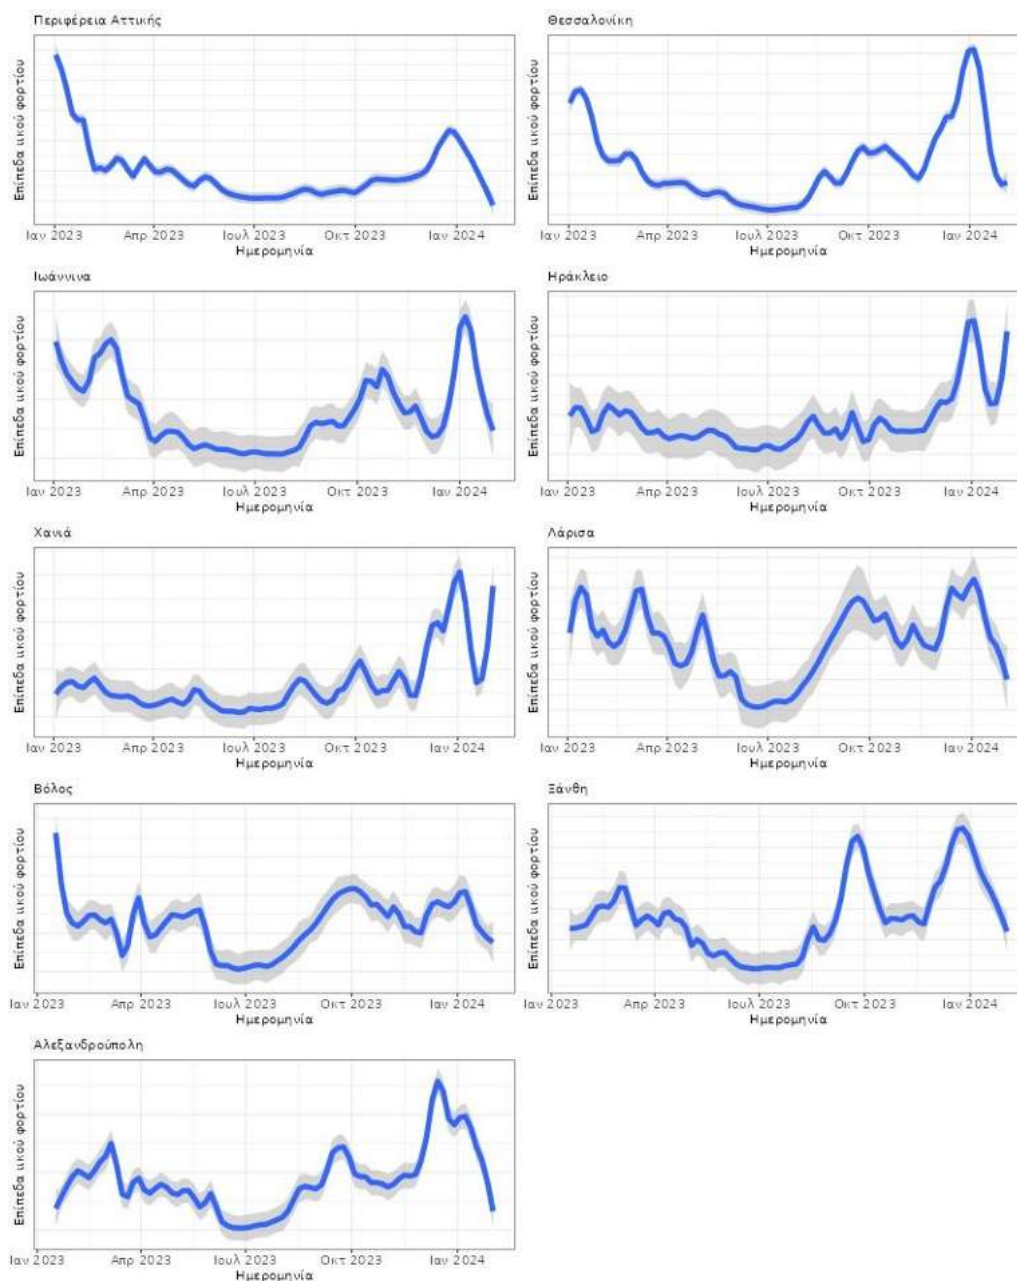 Περιφέρεια Αττικής
Επίπεδα ιικού φορτίου
Ιαν 2023 Απρ 2023 Ιουλ 2023 Οκτ 2023 Ιαν 2024
Ημερομηνία
Θεσσαλονίκη
Επίπεδα ιικού φορτίου
Ιαν 2023 Απρ 2023 Ιουλ 2023 Οκτ 2023 Ιαν 2024
Ημερομηνία
Ιωάννινα
Επίπεδα ιικού φορτίου
Ιαν 2023 Απρ 2023 Ιουλ 2023 Οκτ 2023 Ιαν 2024
Ημερομηνία
Ηράκλειο
Επίπεδα ιικού φορτίου
Ιαν 2023 Απρ 2023 Ιουλ 2023 Οκτ 2023 Ιαν 2024
Ημερομηνία
Χανιά
Επίπεδα ιικού φορτίου
Ιαν 2023 Απρ 2023 Ιουλ 2023 Οκτ 2023 Ιαν 2024
Ημερομηνία
Λάρισα
Επίπεδα ιικού φορτίου
Ιαν 2023 Απρ 2023 Ιουλ 2023 Οκτ 2023 Ιαν 2024
Ημερομηνία
Βόλος
Επίπεδα ιικού φορτίου
Ιαν 2023 Απρ 2023 Ιουλ 2023 Οκτ 2023 Ιαν 2024
Ημερομηνία
Ξάνθη
Επίπεδα ιικού φορτίου
Ιαν 2023 Απρ 2023 Ιουλ 2023 Οκτ 2023 Ιαν 2024
Ημερομηνία
Αλεξανδρούπολη
Επίπεδα ιικού φορτίου
Ιαν 2023 Απρ 2023 Ιουλ 2023 Οκτ 2023 Ιαν 2024
Ημερομηνία